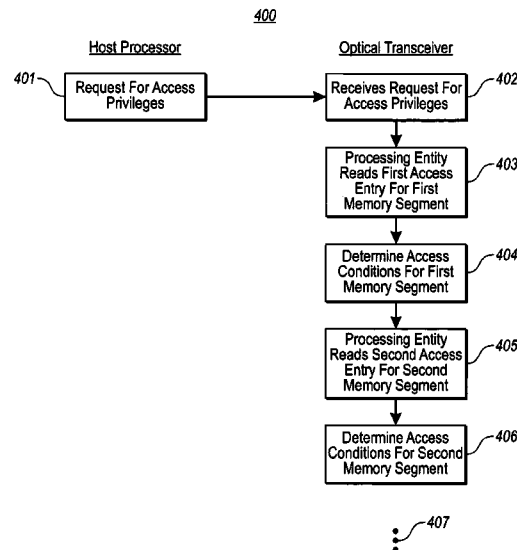 400
Host Processor
Optical Transceiver
401
Request For Access
Privileges
Receives Request For
Access Privileges
402
Processing Entity
Reads First Access
Entry For First
Memory Segment
403
Determine Access
Conditions For First
Memory Segment
404
Processing Entity
Reads Second Access
Entry For Second
Memory Segment
405
Determine Access
Conditions For Second
Memory Segment
406
407